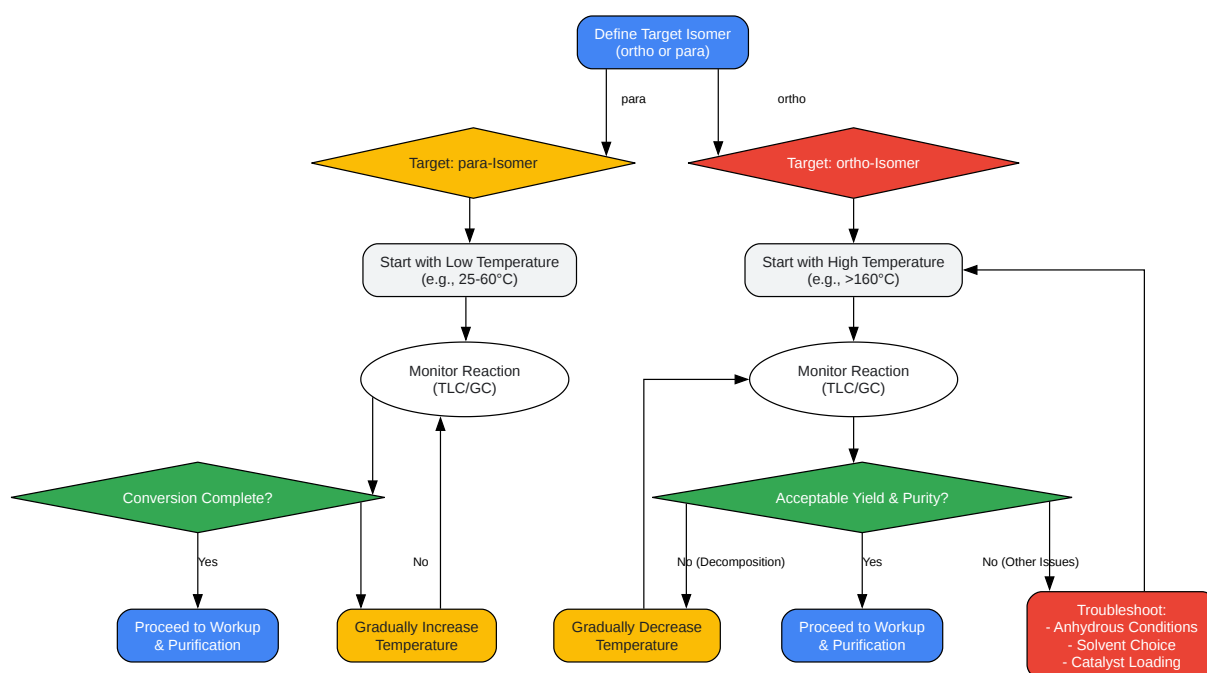 Define Target Isomer
(ortho or para)
para
ortho
Target: para-Isomer
Target: ortho-Isomer
Start with Low Temperature
(e.g., 25-60°C)
Start with High Temperature
(e.g., >160°C)
Monitor Reaction
(TLC/GC)
Monitor Reaction
(TLC/GC)
Conversion Complete?
Acceptable Yield & Purity?
Yes
No
No (Decomposition)
Yes
No (Other Issues)
Proceed to Workup
& Purification
Gradually Increase
Temperature
Gradually Decrease
Temperature
Proceed to Workup
& Purification
Troubleshoot:
- Anhydrous Conditions
- Solvent Choice
- Catalyst Loading